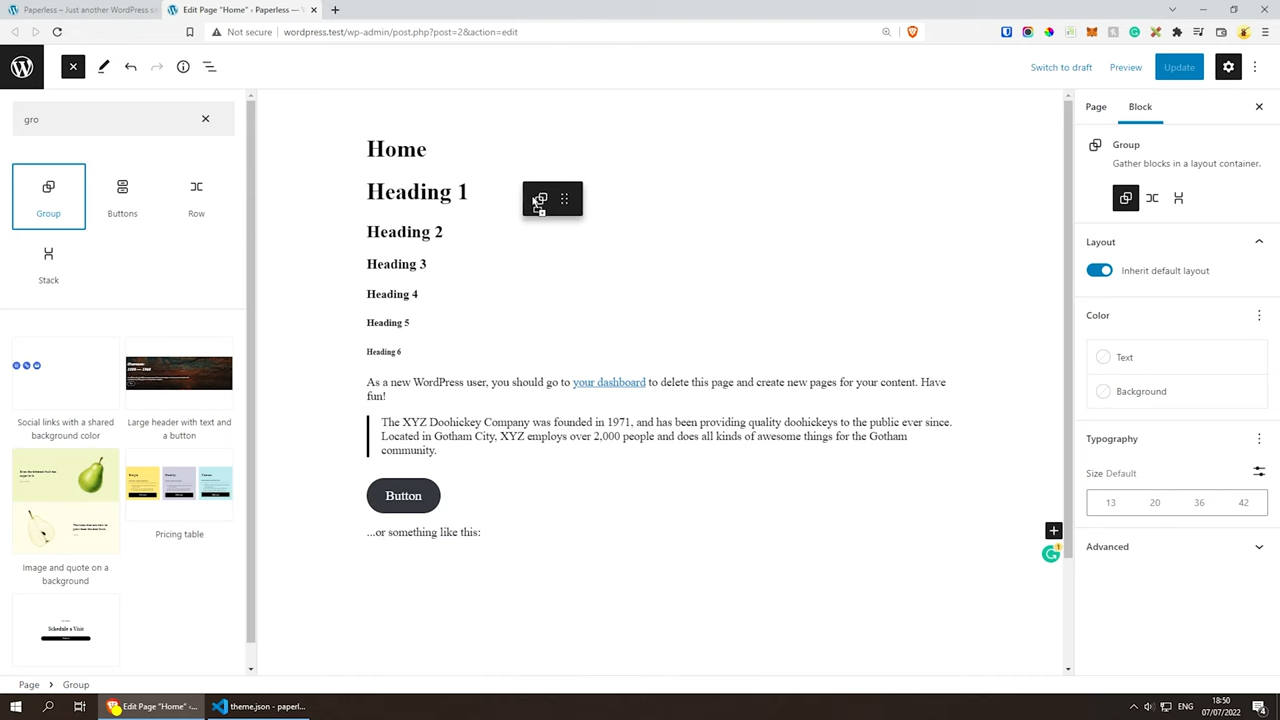 Paperless – Just another WordPress si
Edit Page "Home" ‹ Paperless — V
Not secure
wordpress.test/wp-admin/post.php?post=2&action=edit
Switch to draft
Preview
Update
gro
Group
Buttons
Row
Stack
Social links with a shared
background color
Large header with text and
a button
Pricing table
Image and quote on a
background
Schedule a Visit
Home
Heading 1
Heading 2
Heading 3
Heading 4
Heading 5
Heading 6
As a new WordPress user, you should go to your dashboard to delete this page and create new pages for your content. Have
fun!
The XYZ Doohickey Company was founded in 1971, and has been providing quality doohickeys to the public ever since.
Located in Gotham City, XYZ employs over 2,000 people and does all kinds of awesome things for the Gotham
community.
Button
...or something like this:
Page
Block
Group
Gather blocks in a layout container.
Layout
Inherit default layout
Color
Text
Background
Typography
Size Default
13 20 36 42
Advanced
Page > Group
Edit Page "Home" ‹...
theme.json - paperl...
ENG
18:50
07/07/2022